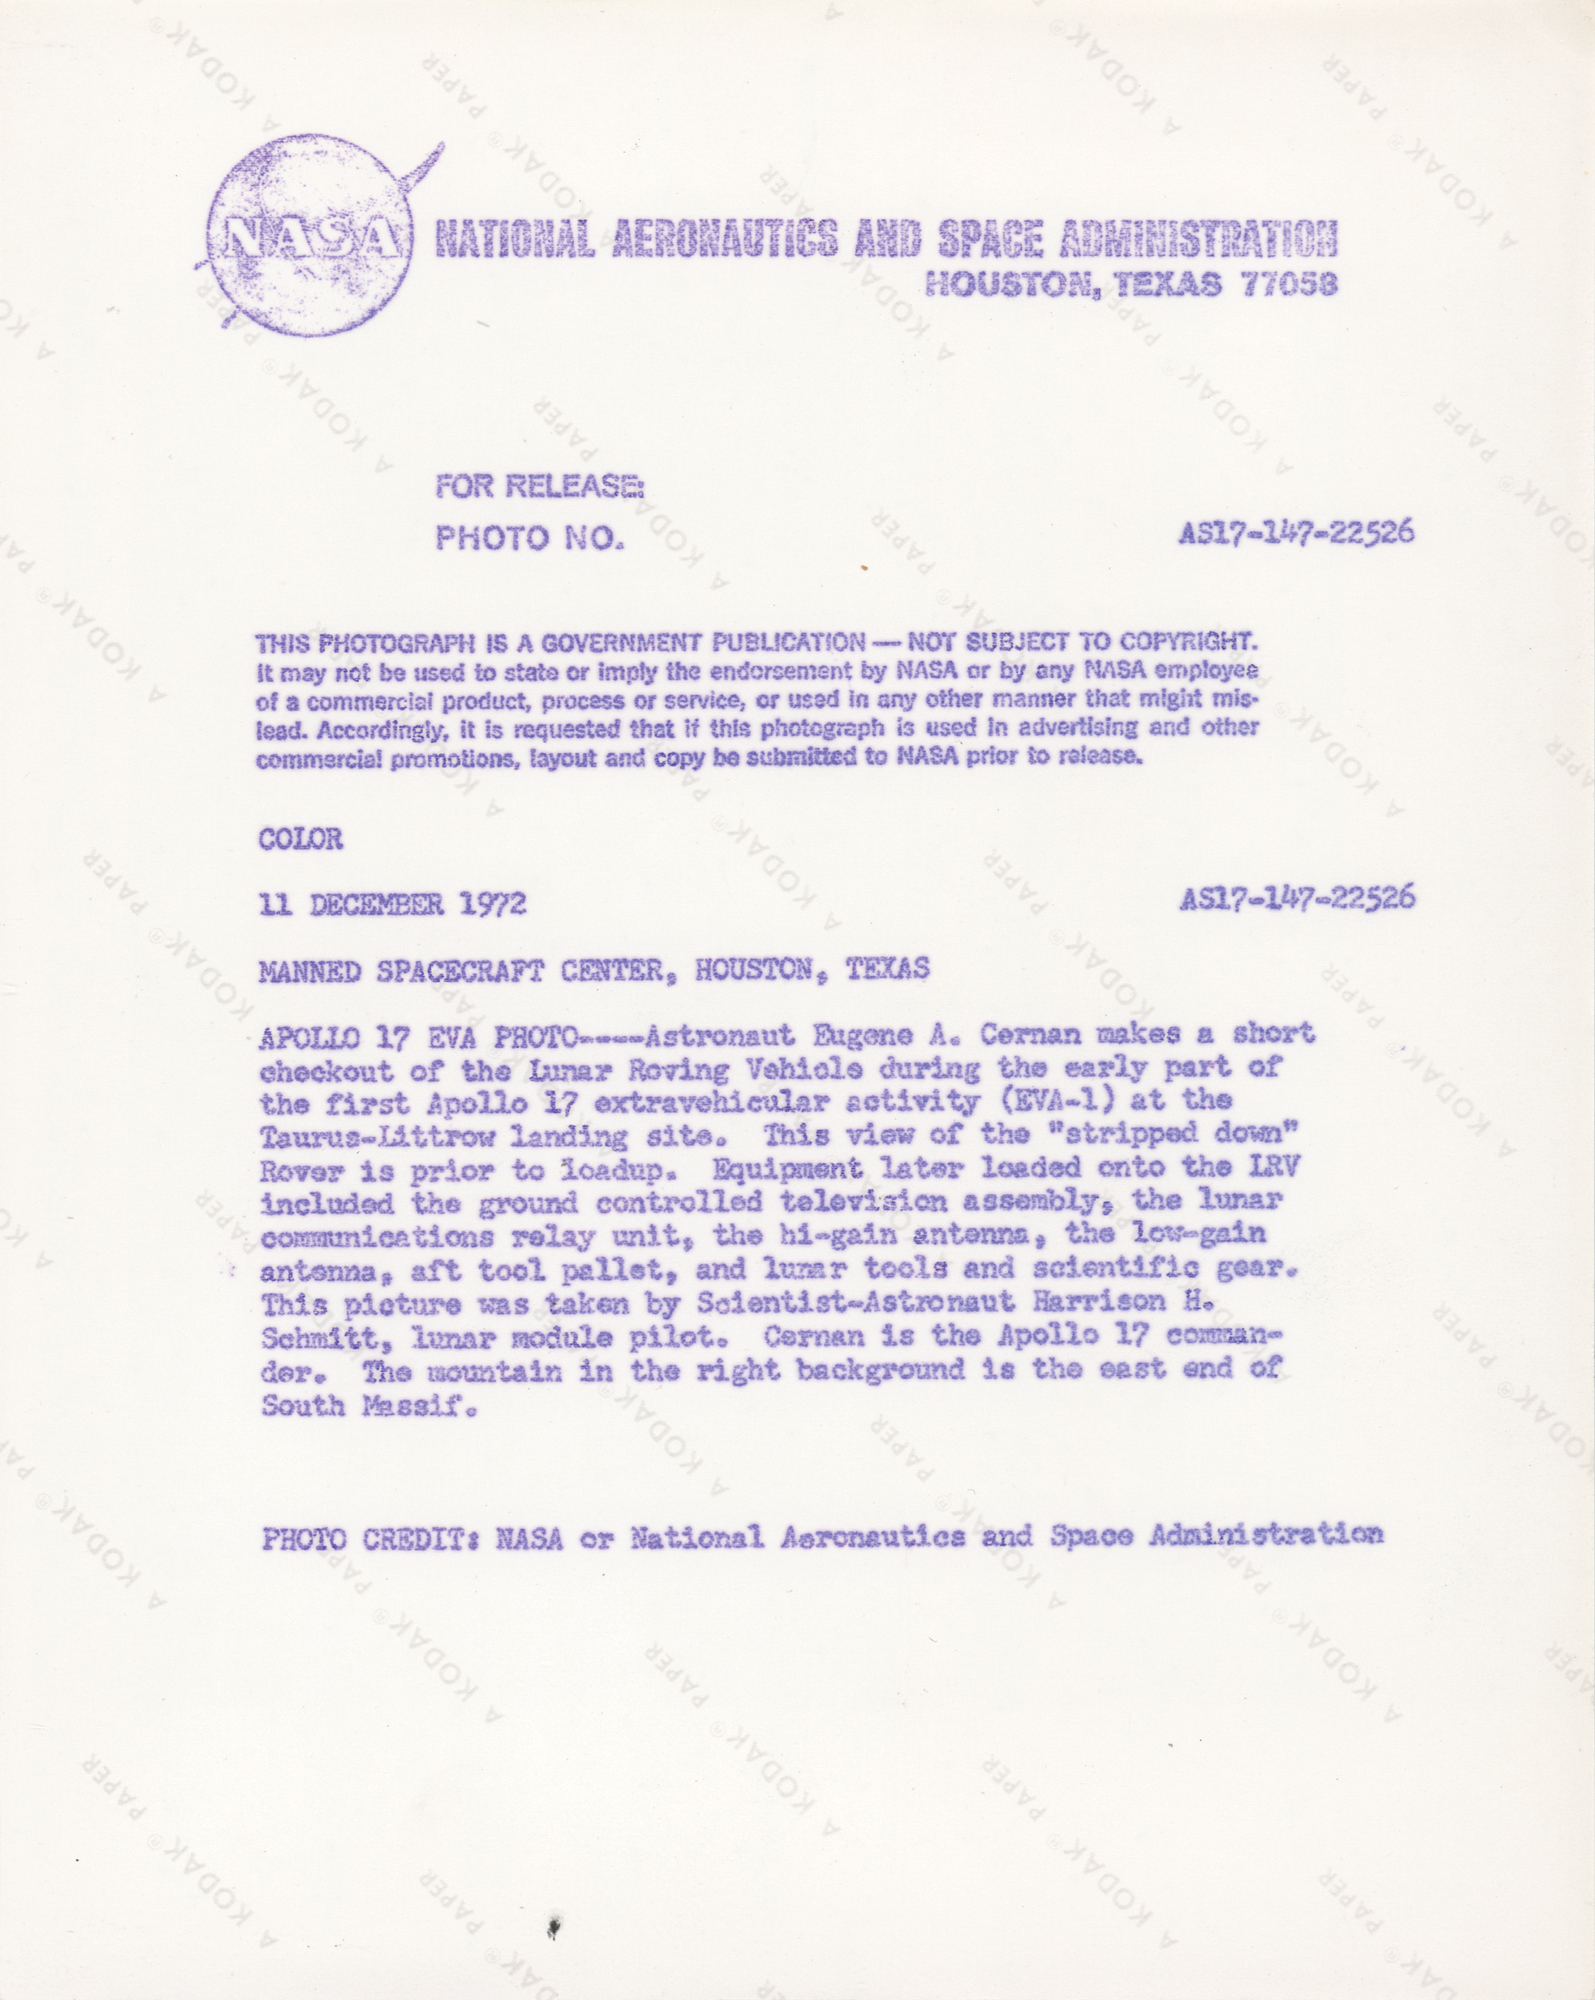 NASA
NATIONAL AERONAUTICS AND SPACE ADMINISTRATION
HOUSTON, TEXAS 77058
FOR RELEASE:
PHOTO NO.
AS17-147-22526
THIS PHOTOGRAPH IS A GOVERNMENT PUBLICATION — NOT SUBJECT TO COPYRIGHT.
It may not be used to state or imply the endorsement by NASA or by any NASA employee
of a commercial product, process or service, or used in any other manner that might mis-
lead. Accordingly, it is requested that if this photograph is used in advertising and other
commercial promotions, layout and copy be submitted to NASA prior to release.
COLOR
11 DECEMBER 1972
AS17-147-22526
MANNED SPACECRAFT CENTER, HOUSTON, TEXAS
APOLLO 17 EVA PHOTO----Astronaut Eugene A. Cernan makes a short
checkout of the Lunar Roving Vehicle during the early part of
the first Apollo 17 extravehicular activity (EVA-1) at the
Taurus-Littrow landing site.  This view of the "stripped down"
Rover is prior to loadup.  Equipment later loaded onto the LRV
included the ground controlled television assembly, the lunar
communications relay unit, the hi-gain antenna, the low-gain
antenna, aft tool pallet, and lunar tools and scientific gear.
This picture was taken by Scientist-Astronaut Harrison H.
Schmitt, lunar module pilot.  Cernan is the Apollo 17 comman-
der.  The mountain in the right background is the east end of
South Massif.
PHOTO CREDIT: NASA or National Aeronautics and Space Administration
A KODAK® PAPER